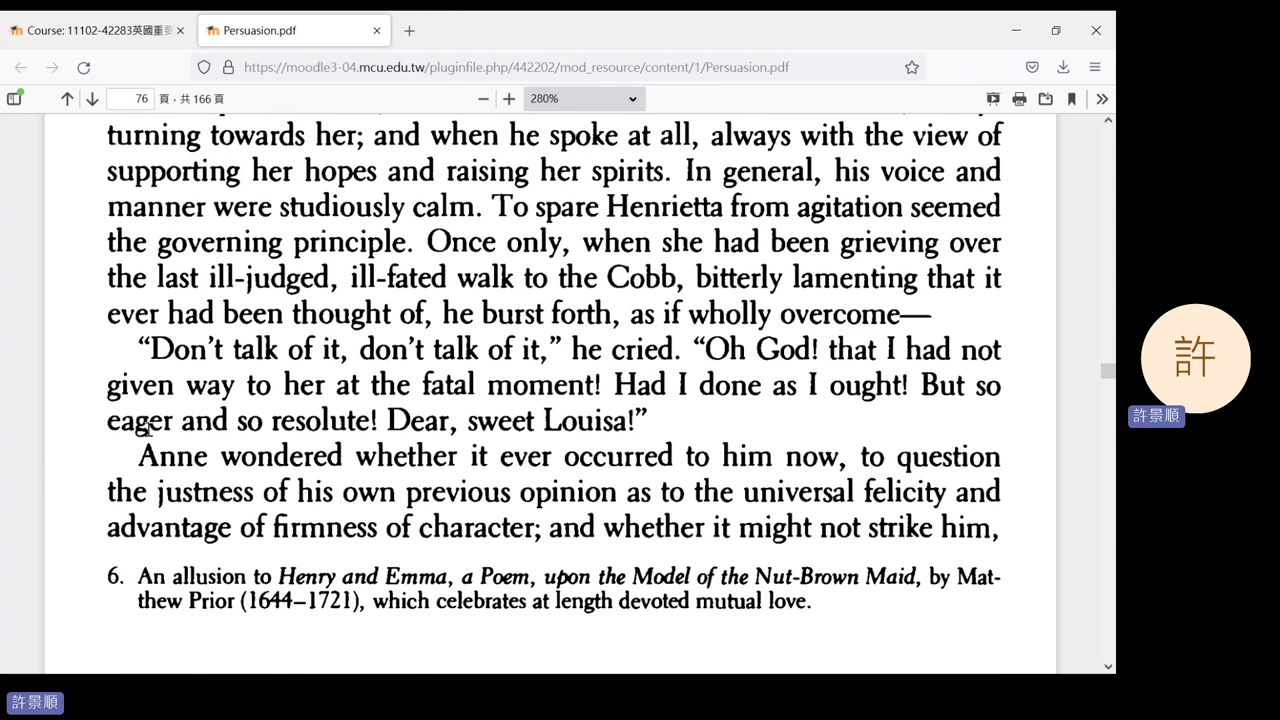 Course: 11102-42283英國重要
Persuasion.pdf
https://moodle3-04.mcu.edu.tw/pluginfile.php/442202/mod_resource/content/1/Persuasion.pdf
76 頁，共 166 頁
280%
turning towards her; and when he spoke at all, always with the view of
supporting her hopes and raising her spirits. In general, his voice and
manner were studiously calm. To spare Henrietta from agitation seemed
the governing principle. Once only, when she had been grieving over
the last ill-judged, ill-fated walk to the Cobb, bitterly lamenting that it
ever had been thought of, he burst forth, as if wholly overcome—
“Don't talk of it, don't talk of it,” he cried. “Oh God! that I had not
given way to her at the fatal moment! Had I done as I ought! But so
eager and so resolute! Dear, sweet Louisa!”
Anne wondered whether it ever occurred to him now, to question
the justness of his own previous opinion as to the universal felicity and
advantage of firmness of character; and whether it might not strike him,
6. An allusion to Henry and Emma, a Poem, upon the Model of the Nut-Brown Maid, by Mat-
thew Prior (1644–1721), which celebrates at length devoted mutual love.
許
許景順
許景順